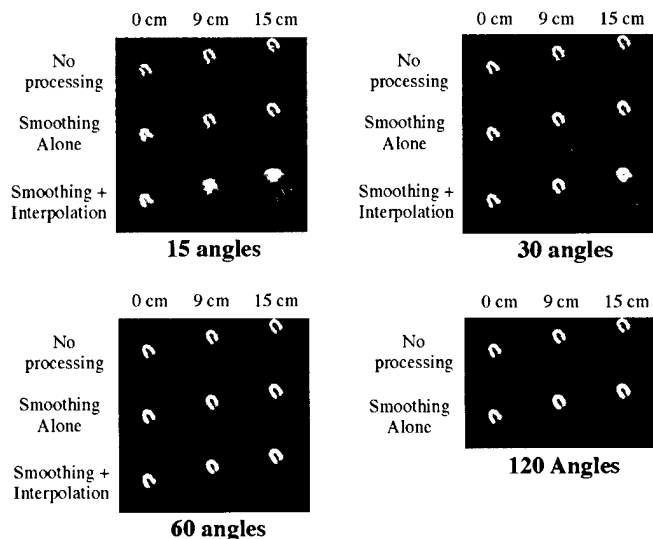 0 cm 9 cm 15 cm
No
processing
Smoothing
Alone
Smoothing +
Interpolation
15 angles
0 cm 9 cm 15 cm
No
processing
Smoothing
Alone
Smoothing +
Interpolation
30 angles
0 cm 9 cm 15 cm
No
processing
Smoothing
Alone
Smoothing +
Interpolation
60 angles
0 cm 9 cm 15 cm
No
processing
Smoothing
Alone
120 Angles